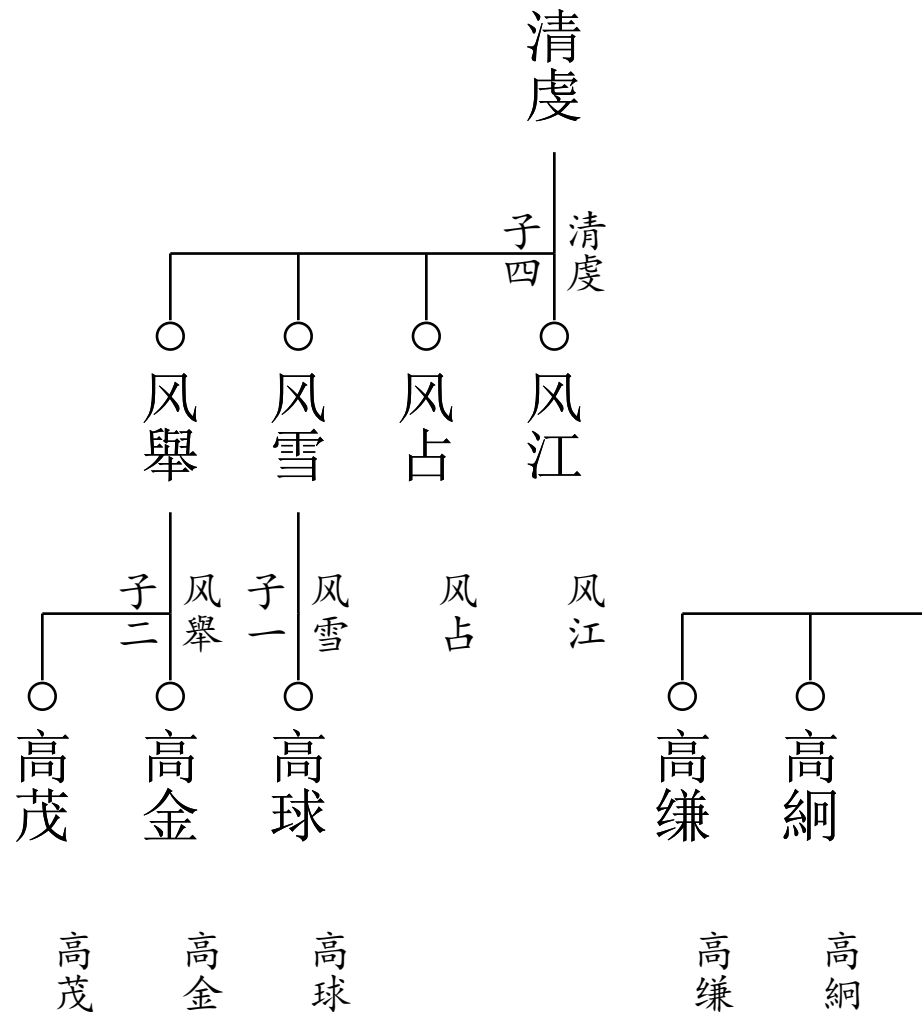 清虔
清虔
子四
风江
风占
风雪
风舉
风江
风占
风雪
子一
风舉
子二
高絅
高缣
高球
高金
高茂
高絅
高缣
高球
高金
高茂